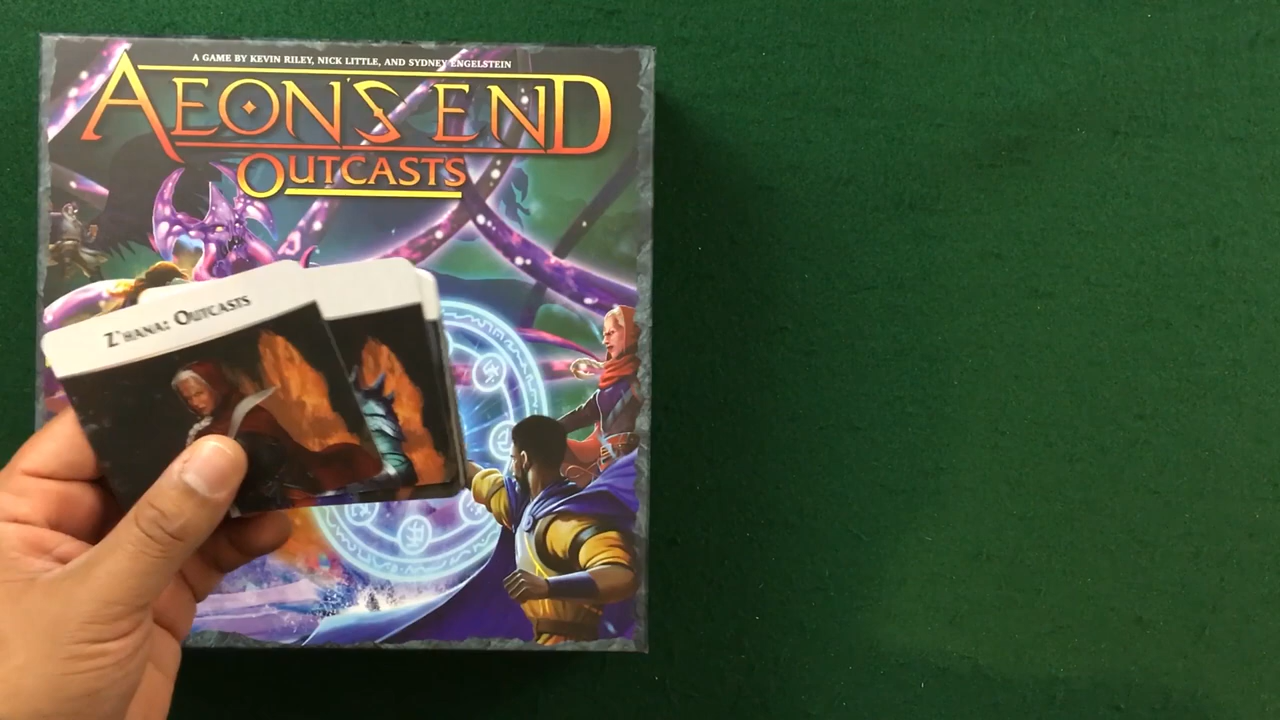 A GAME BY KEVIN RILEY, NICK LITTLE, AND SYDNEY ENGELSTEIN
AEON'S END
OUTCASTS
Z'HANA: OUTCASTS